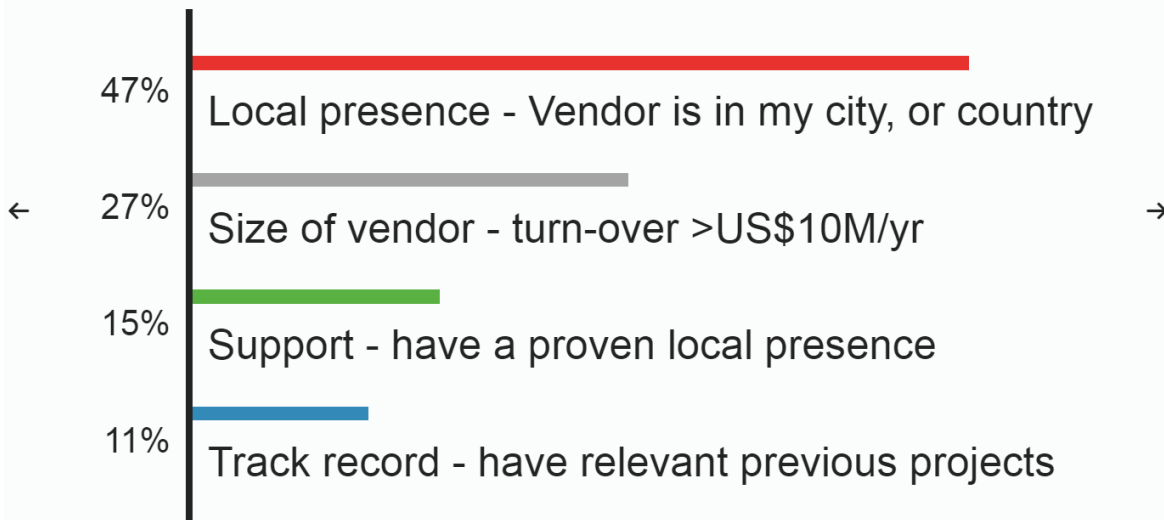 47%
Local presence - Vendor is in my city, or country
27%
Size of vendor - turn-over >US$10M/yr
15%
Support - have a proven local presence
11%
Track record - have relevant previous projects